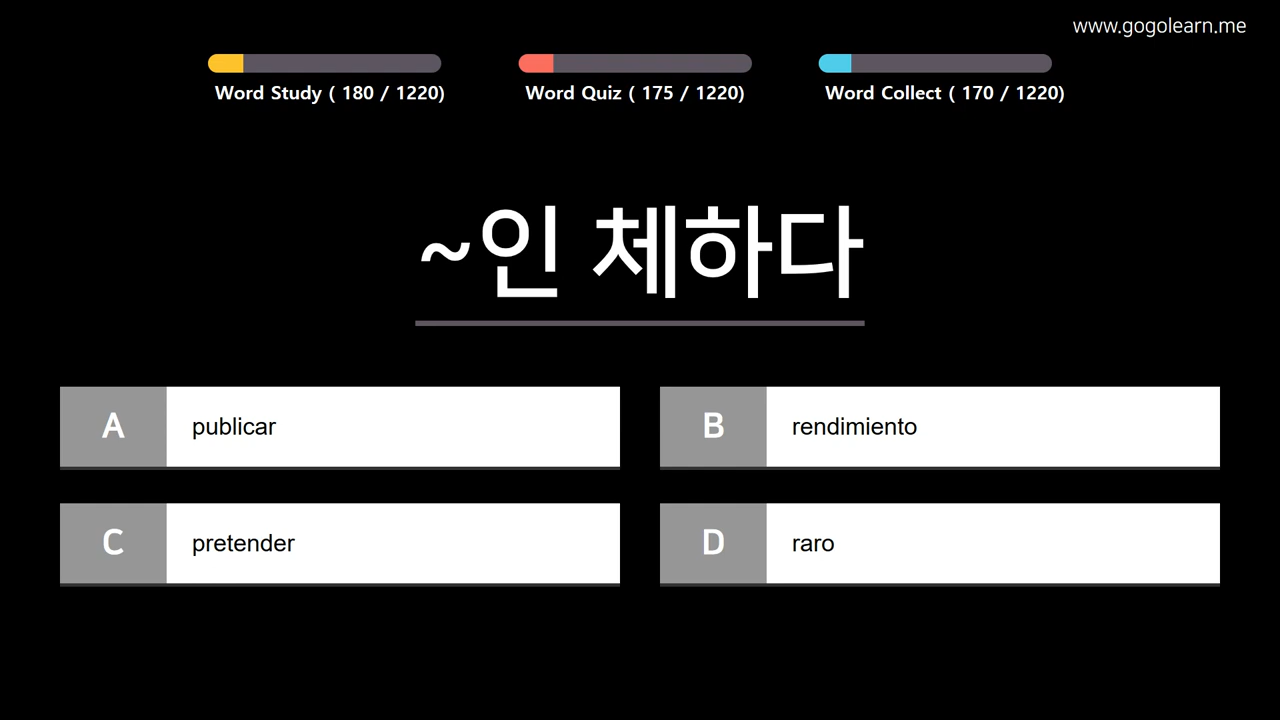 www.gogolearn.me
Word Study ( 180 / 1220)
Word Quiz ( 175 / 1220)
Word Collect ( 170 / 1220)
~인 체하다
A publicar
B rendimiento
C pretender
D raro